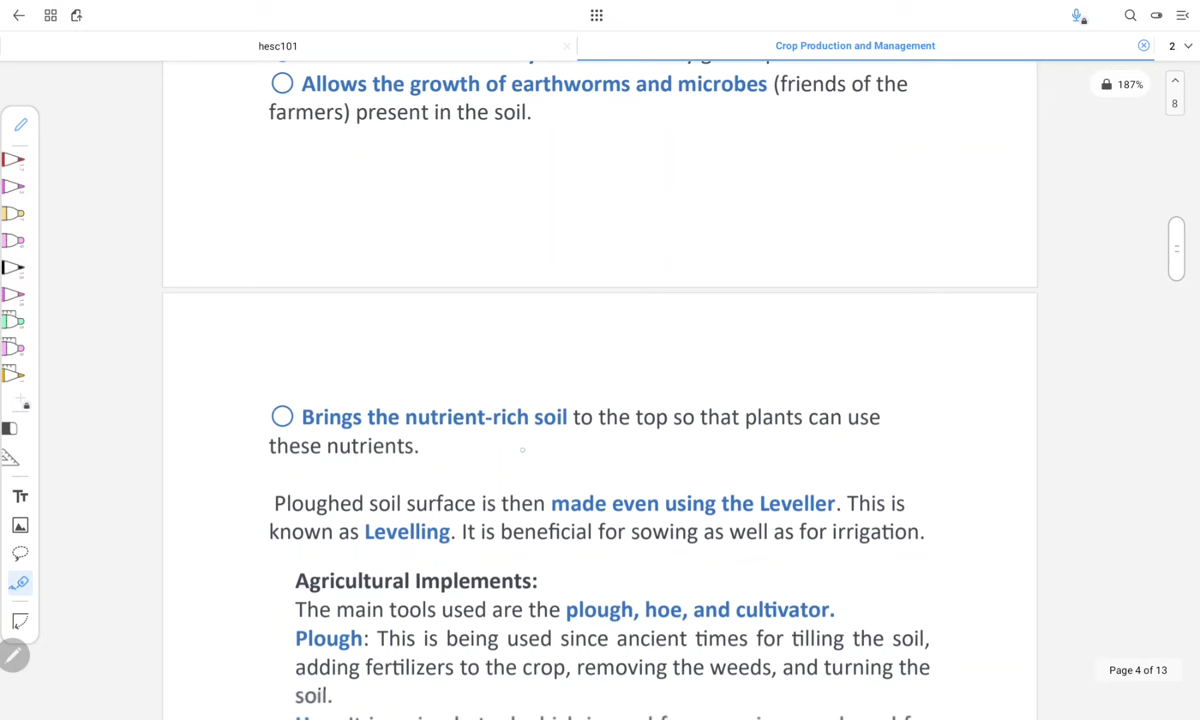 hesc101
Crop Production and Management
2
187%
8
○ Allows the growth of earthworms and microbes (friends of the
farmers) present in the soil.
○ Brings the nutrient-rich soil to the top so that plants can use
these nutrients.
Ploughed soil surface is then made even using the Leveller. This is
known as Levelling. It is beneficial for sowing as well as for irrigation.
Agricultural Implements:
The main tools used are the plough, hoe, and cultivator.
Plough: This is being used since ancient times for tilling the soil,
adding fertilizers to the crop, removing the weeds, and turning the
soil.
Tт
Page 4 of 13